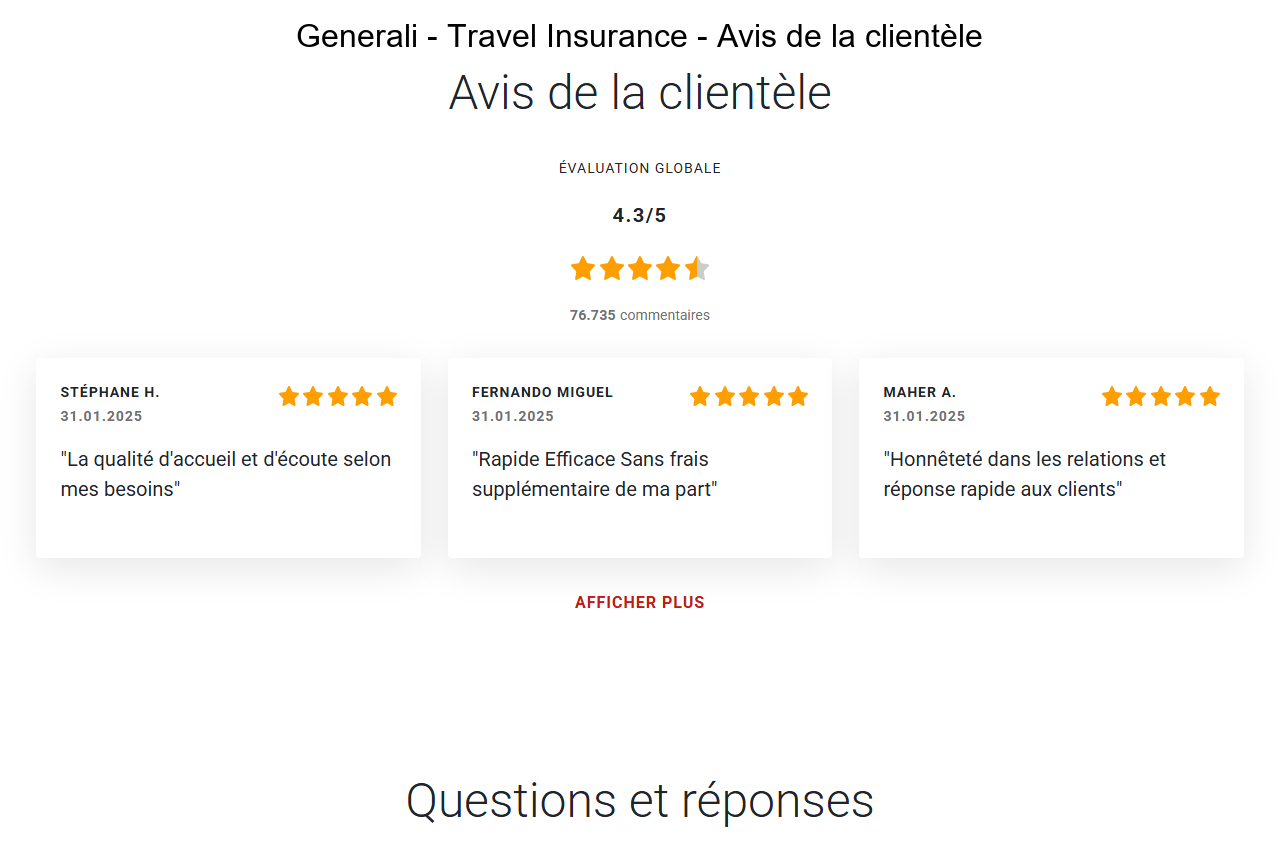 Generali - Travel Insurance - Avis de la clientèle
Avis de la clientèle
ÉVALUATION GLOBALE
4.3/5
76.735 commentaires
STÉPHANE H.
31.01.2025
"La qualité d'accueil et d'écoute selon
mes besoins"
FERNANDO MIGUEL
31.01.2025
"Rapide Efficace Sans frais
supplémentaire de ma part"
MAHER A.
31.01.2025
"Honnêteté dans les relations et
réponse rapide aux clients"
AFFICHER PLUS
Questions et réponses